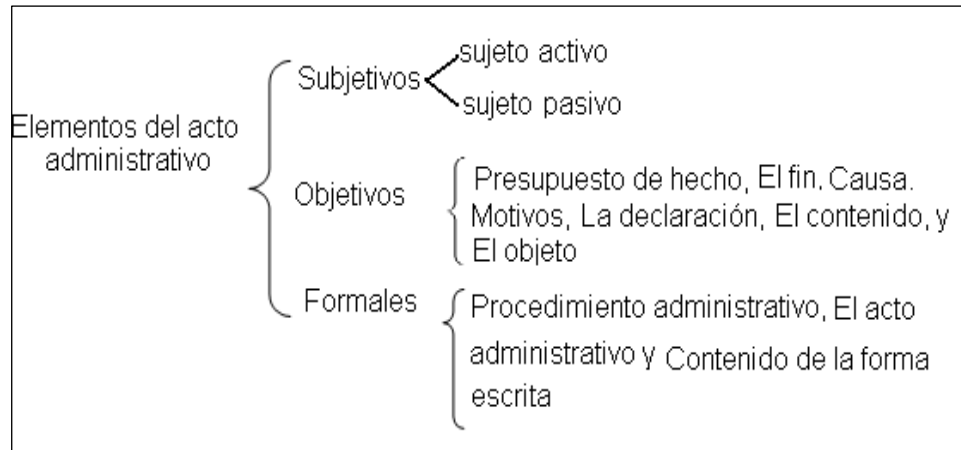 Elementos del acto
administrativo
Subjetivos
sujeto activo
sujeto pasivo
Objetivos
Presupuesto de hecho, El fin. Causa.
Motivos, La declaración, El contenido, y
El objeto
Formales
Procedimiento administrativo, El acto
administrativo y Contenido de la forma
escrita